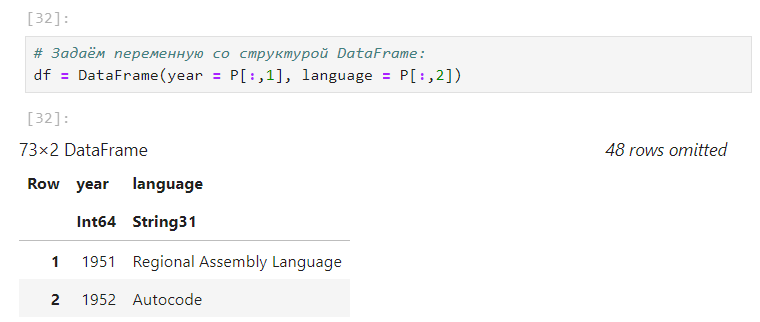 [32]:
# Задаём переменную со структурой DataFrame:
df = DataFrame(year = P[:,1], language = P[:,2])
[32]:
73×2 DataFrame 48 rows omitted
Row year language
Int64 String31
1 1951 Regional Assembly Language
2 1952 Autocode